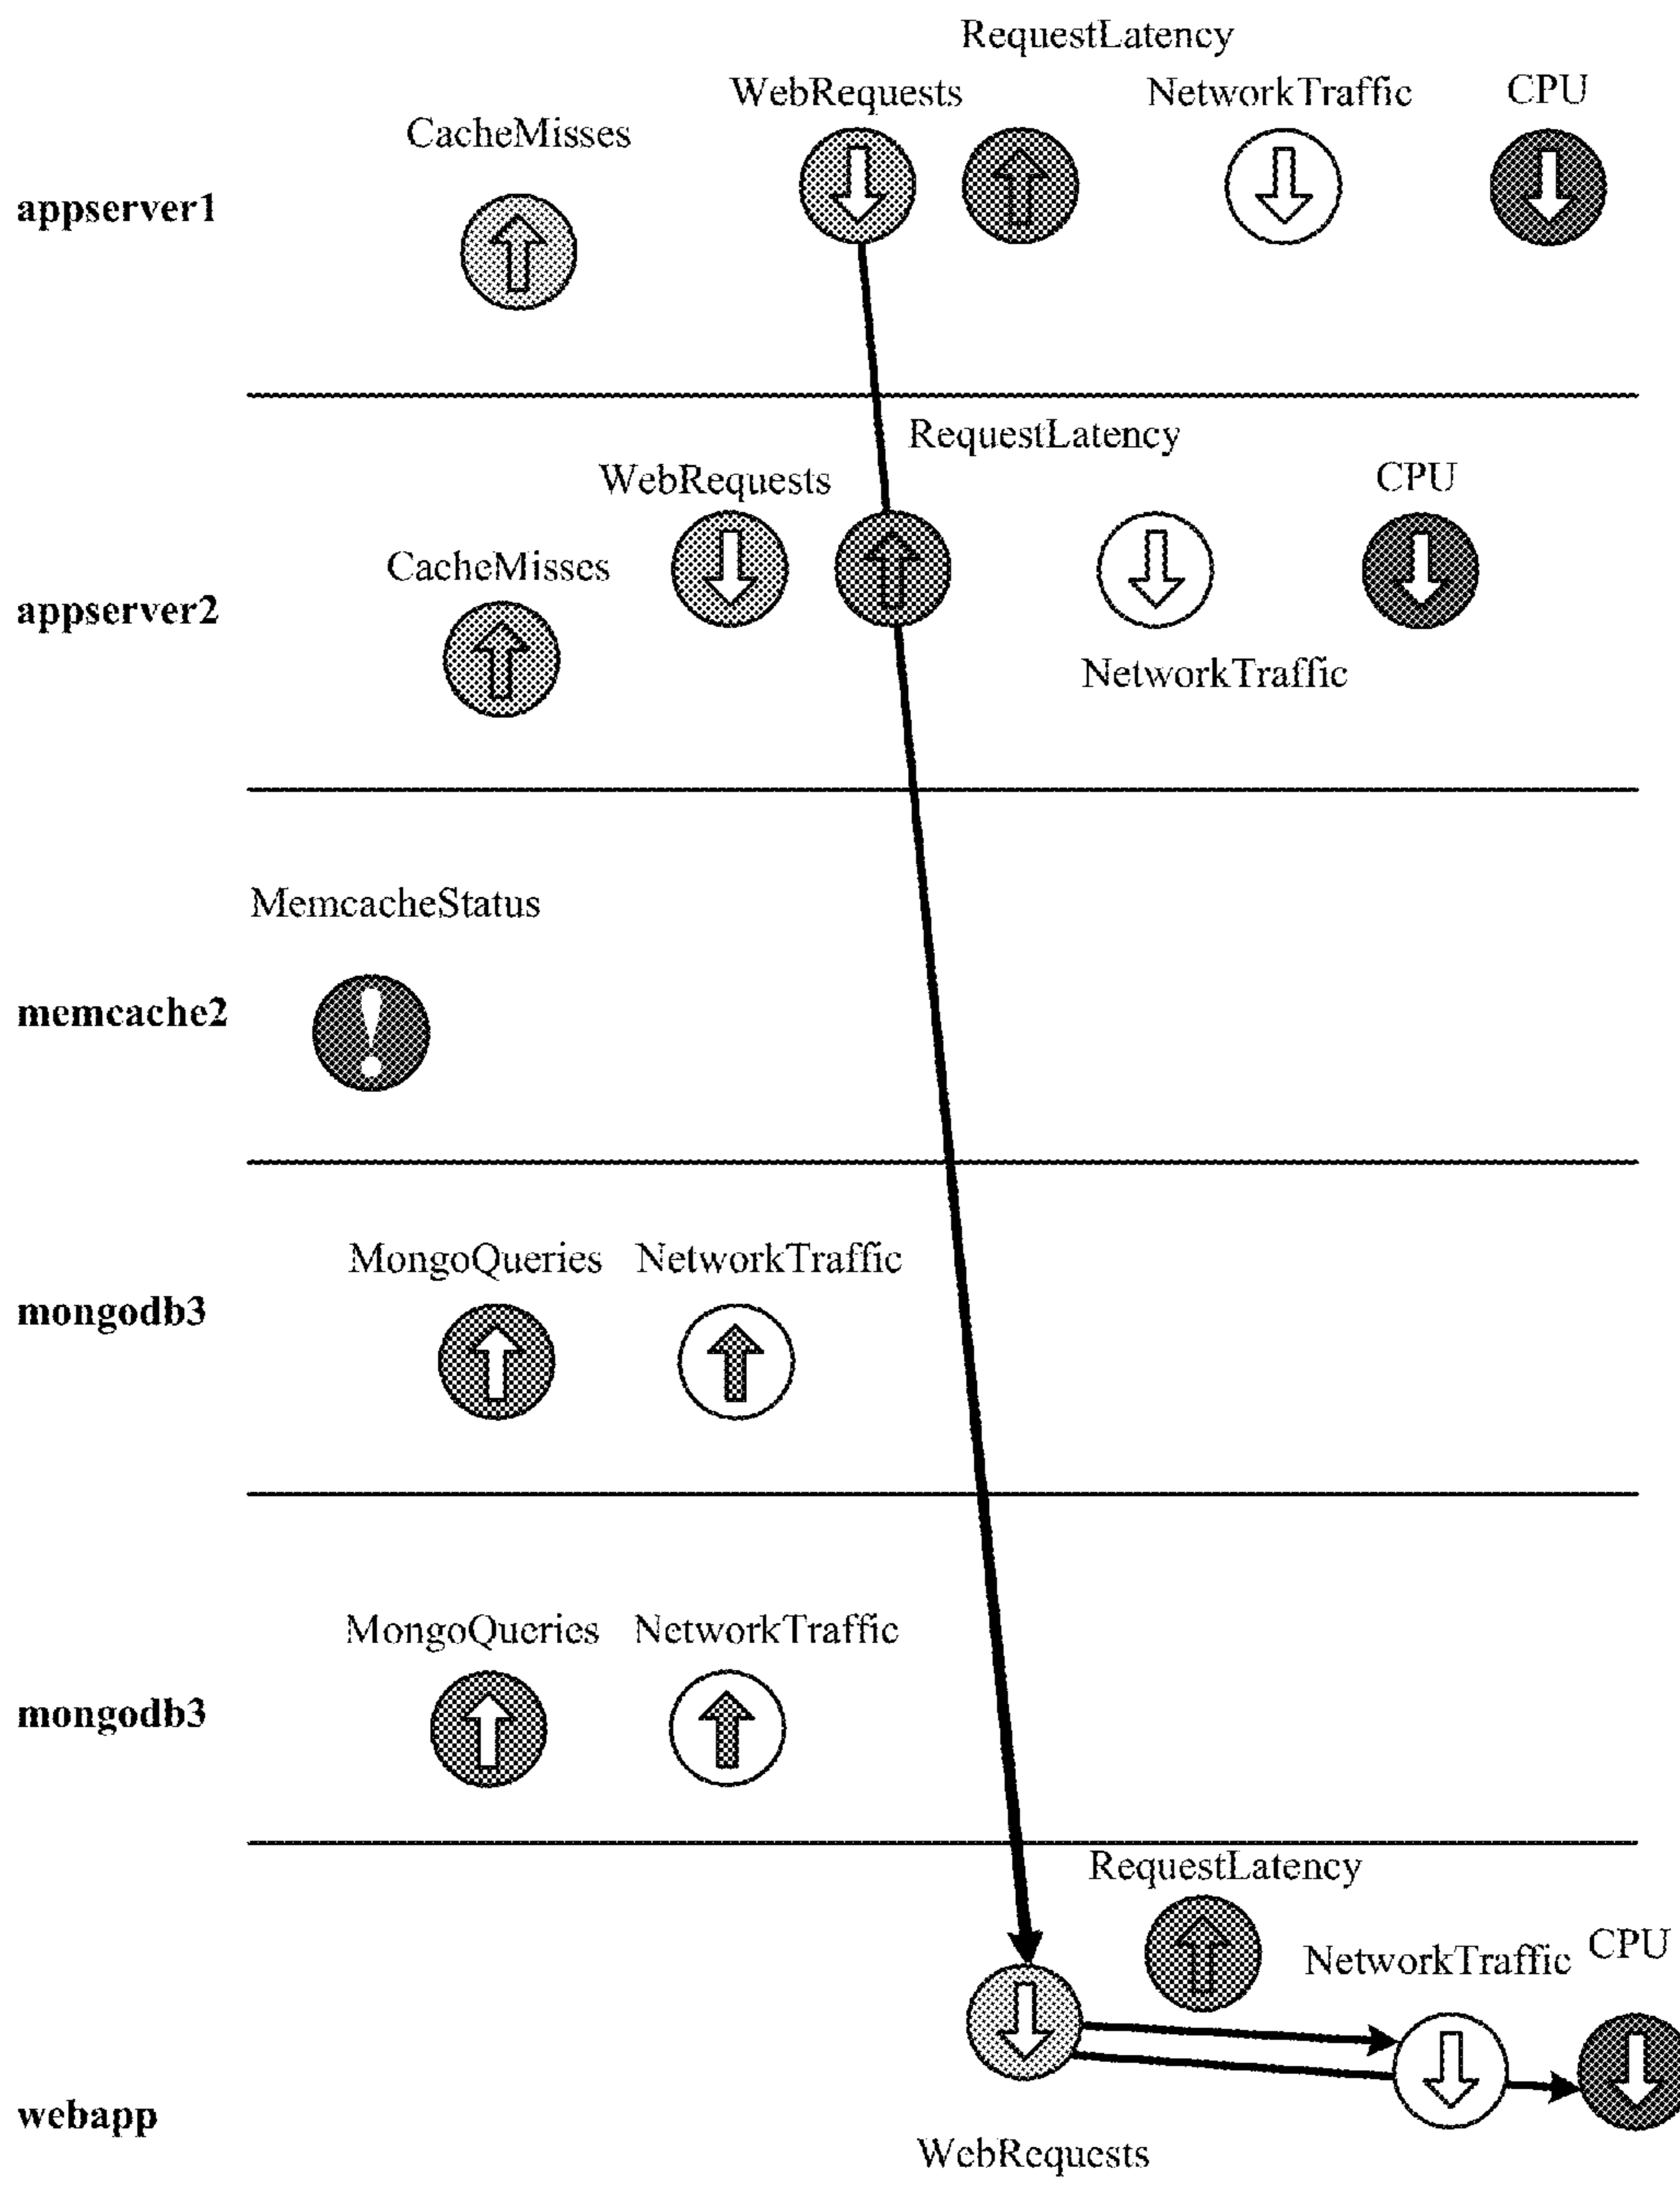 RequestLatency
WebRequests
NetworkTraffic
CPU
CacheMisses
appserver1
RequestLatency
WebRequests
CPU
CacheMisses
appserver2
NetworkTraffic
MemcacheStatus
!
memcache2
MongoQueries
NetworkTraffic
mongodb3
MongoQueries
NetworkTraffic
mongodb3
RequestLatency
NetworkTraffic
CPU
webapp
WebRequests